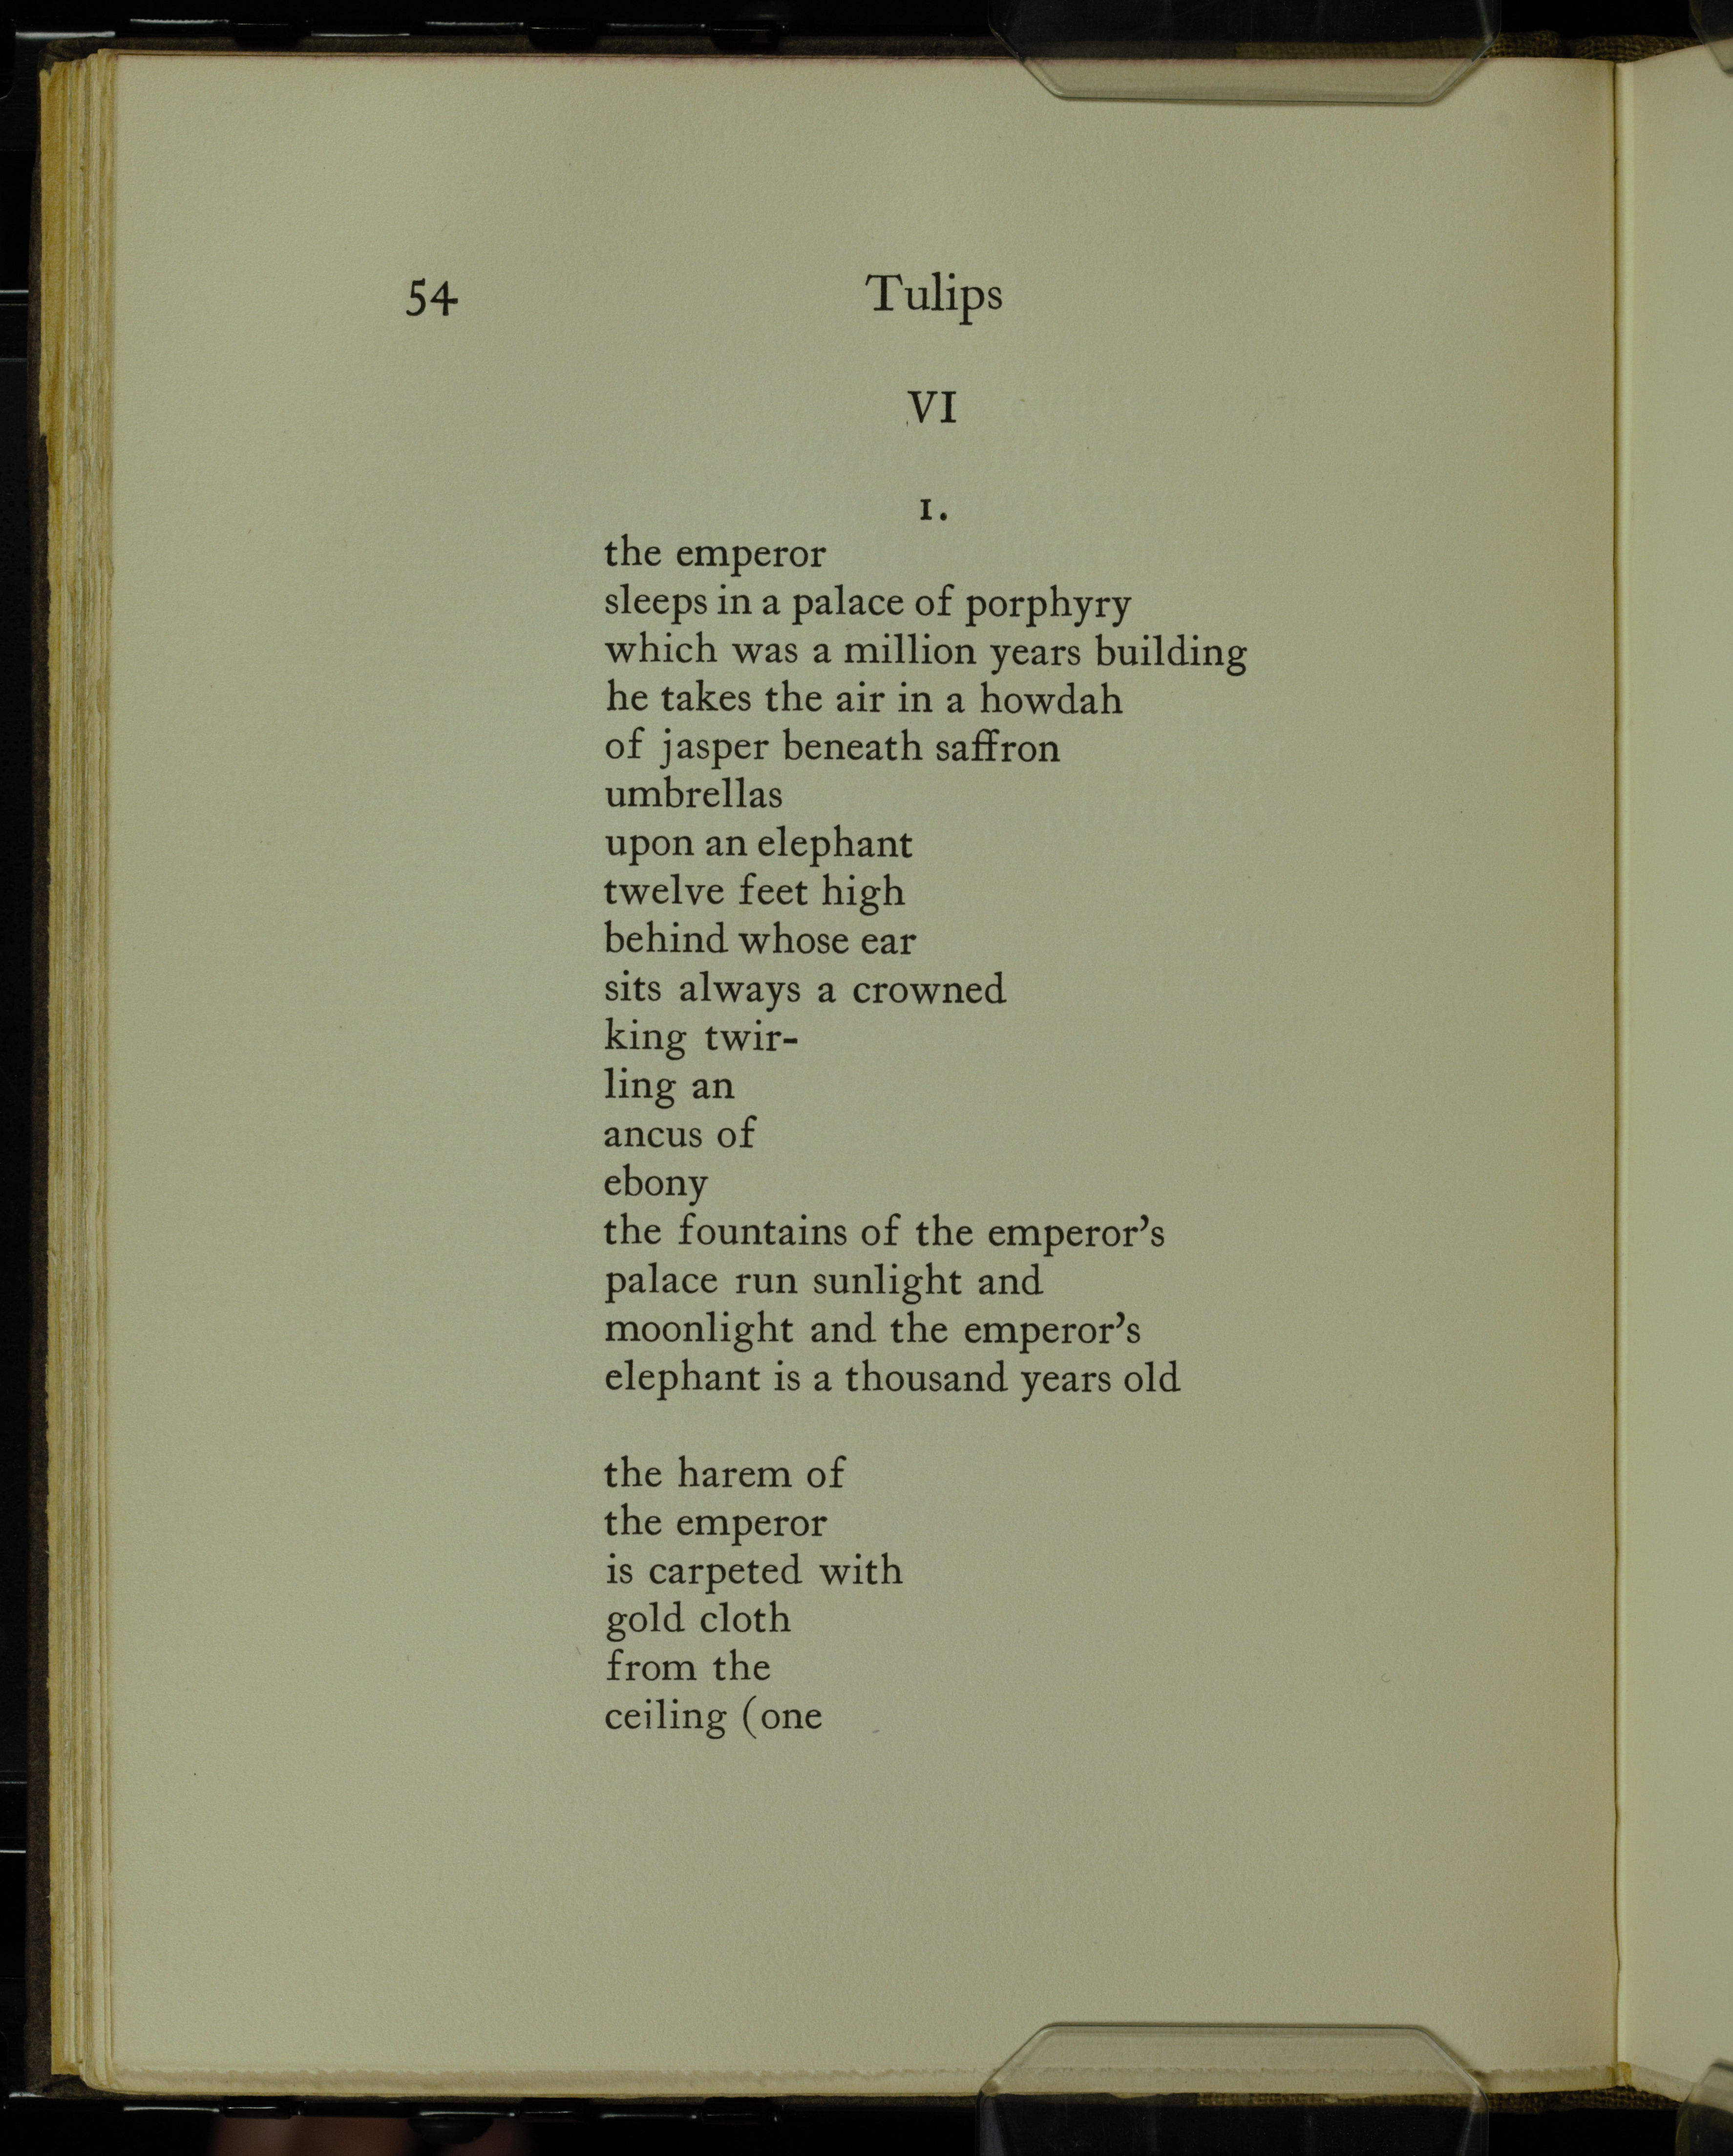 54 Tulips
VI
1.
the emperor
sleeps in a palace of porphyry
which was a million years building
he takes the air in a howdah
of jasper beneath saffron
umbrellas
upon an elephant
twelve feet high
behind whose ear
sits always a crowned
king twir-
ling an
ancus of
ebony
the fountains of the emperor’s
palace run sunlight and
moonlight and the emperor’s
elephant is a thousand years old

the harem of
the emperor
is carpeted with
gold cloth
from the
ceiling (one